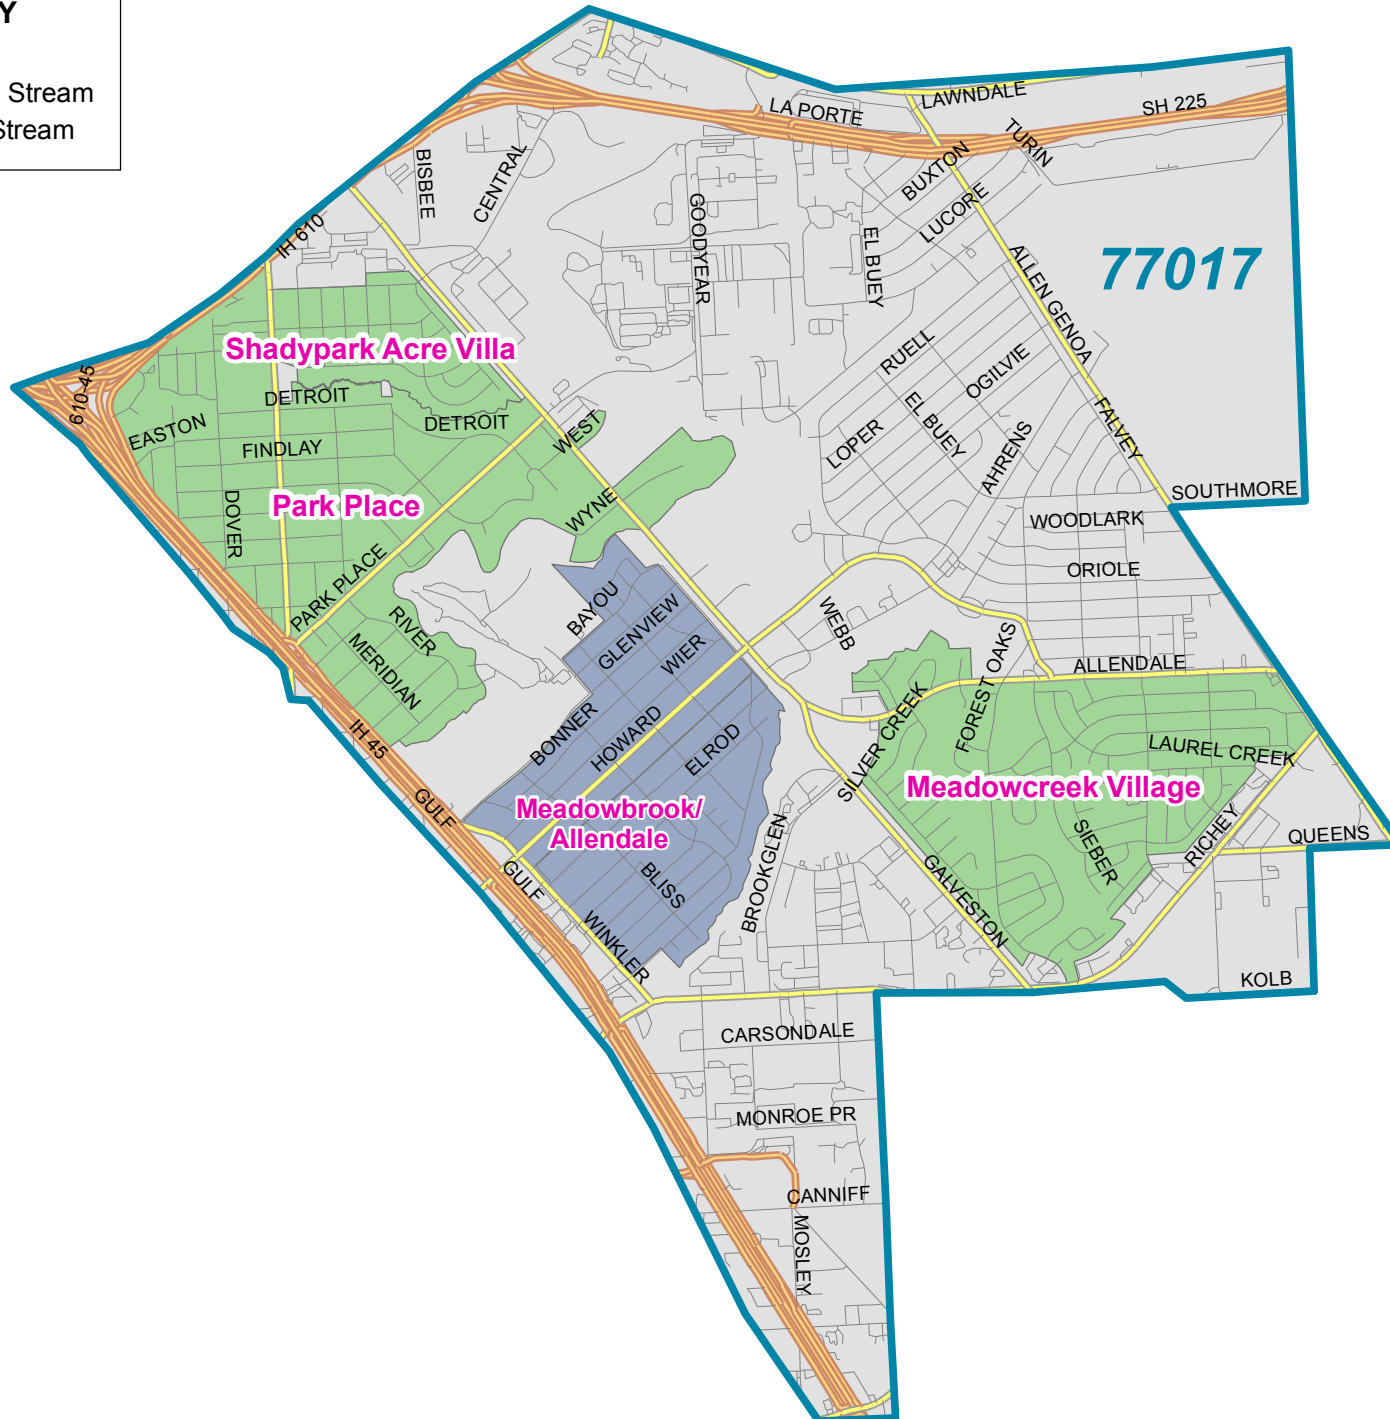 Y
Stream
Stream
LAWNDALE
LA PORTE
SH 225
TURIN
BUXTON
BISBEE
CENTRAL
LUCORE
GOODYEAR
IH 610
EL BUEY
ALLEN GENOA
77017
Shadypark Acre Villa
RUELL
OGILVIE
610-45
DETROIT
EASTON
DETROIT
WEST
EL BUEY
FALVEY
FINDLAY
LOPER
AHRENS
Park Place
DOVER
WYNE
SOUTHMORE
WOODLARK
PARK PLACE
ORIOLE
BAYOU
RIVER
GLENVIEW
WEBB
MERIDIAN
WIER
FOREST OAKS
ALLENDALE
BONNER
HOWARD
ELROD
SILVER CREEK
IH 45
LAUREL CREEK
Meadowcreek Village
GULF
Meadowbrook/
Allendale
BROOKGLEN
SIEBER
RICHEY
QUEENS
GULF
BLISS
GALVESTON
WINKLER
KOLB
CARSONDALE
MONROE PR
CANNIFF
MOSLEY